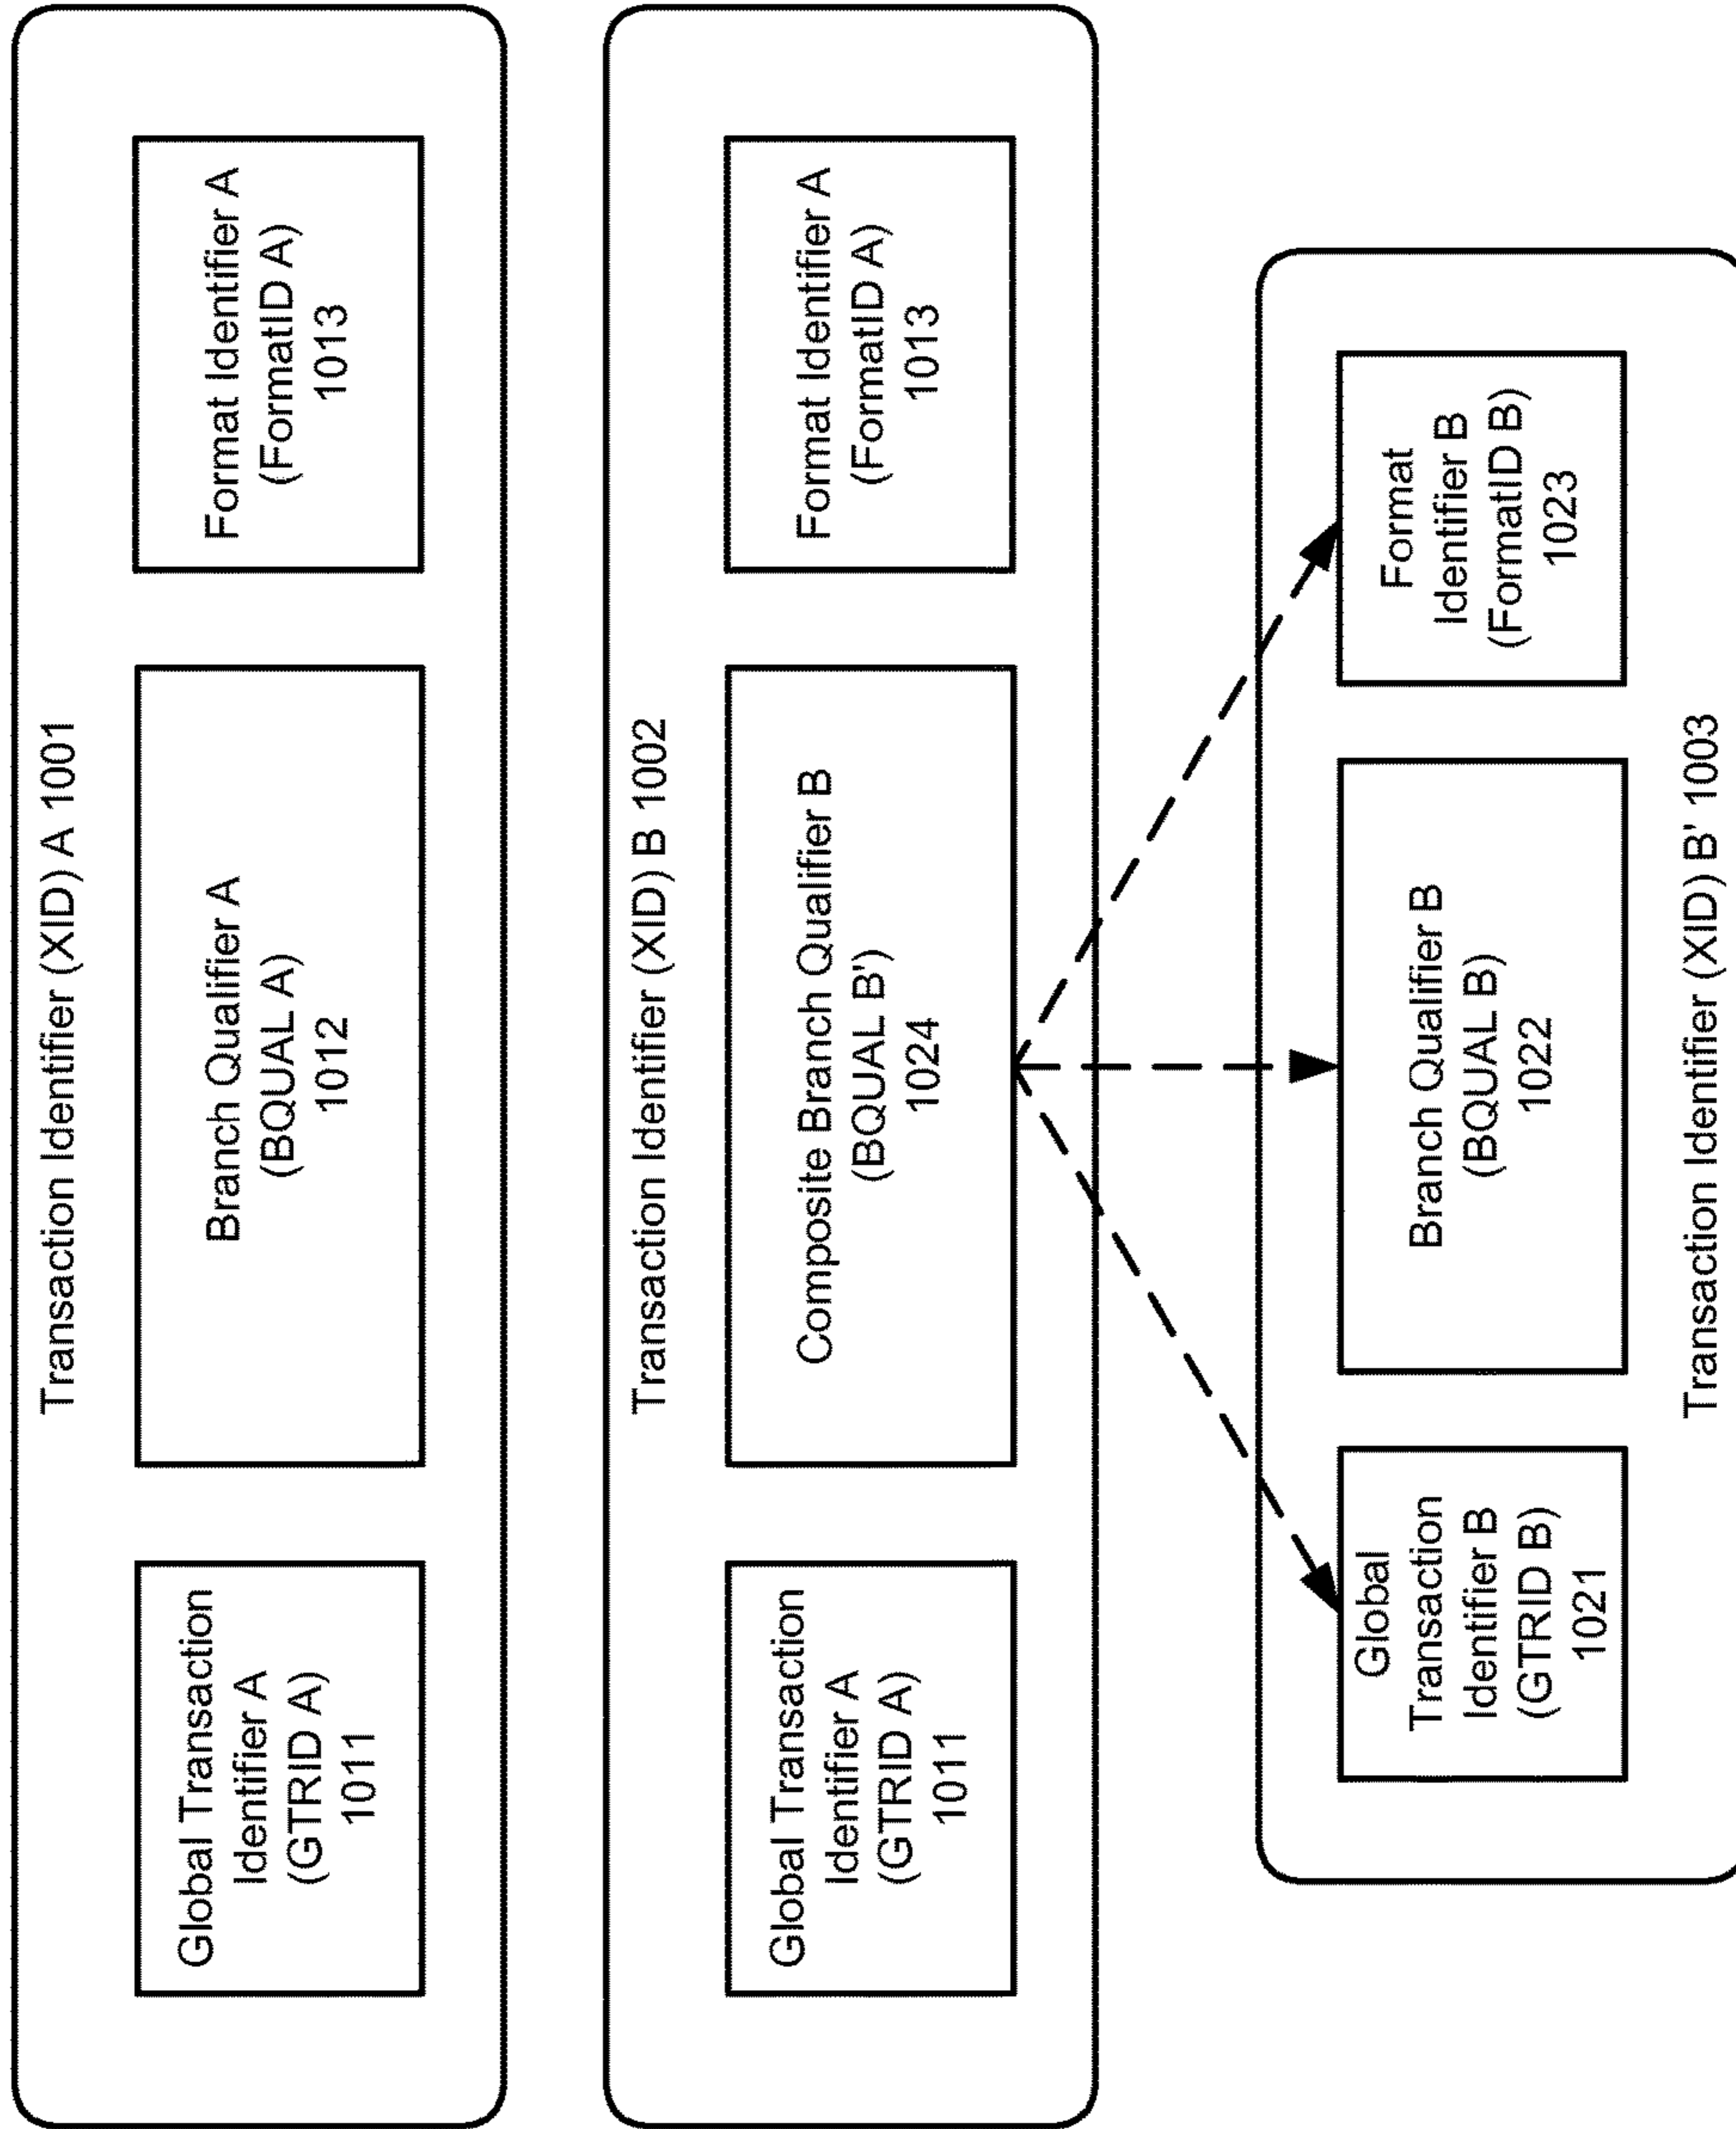 Transaction Identifier (XID) A 1001
Global Transaction
Identifier A
(GTRID A)
1011
Branch Qualifier A
(BQUAL A)
1012
Format Identifier A
(FormatID A)
1013
Transaction Identifier (XID) B 1002
Global Transaction
Identifier A
(GTRID A)
1011
Composite Branch Qualifier B
(BQUAL B')
1024
Format Identifier A
(FormatID A)
1013
Global
Transaction
Identifier B
(GTRID B)
1021
Branch Qualifier B
(BQUAL B)
1022
Format
Identifier B
(FormatID B)
1023
Transaction Identifier (XID) B' 1003